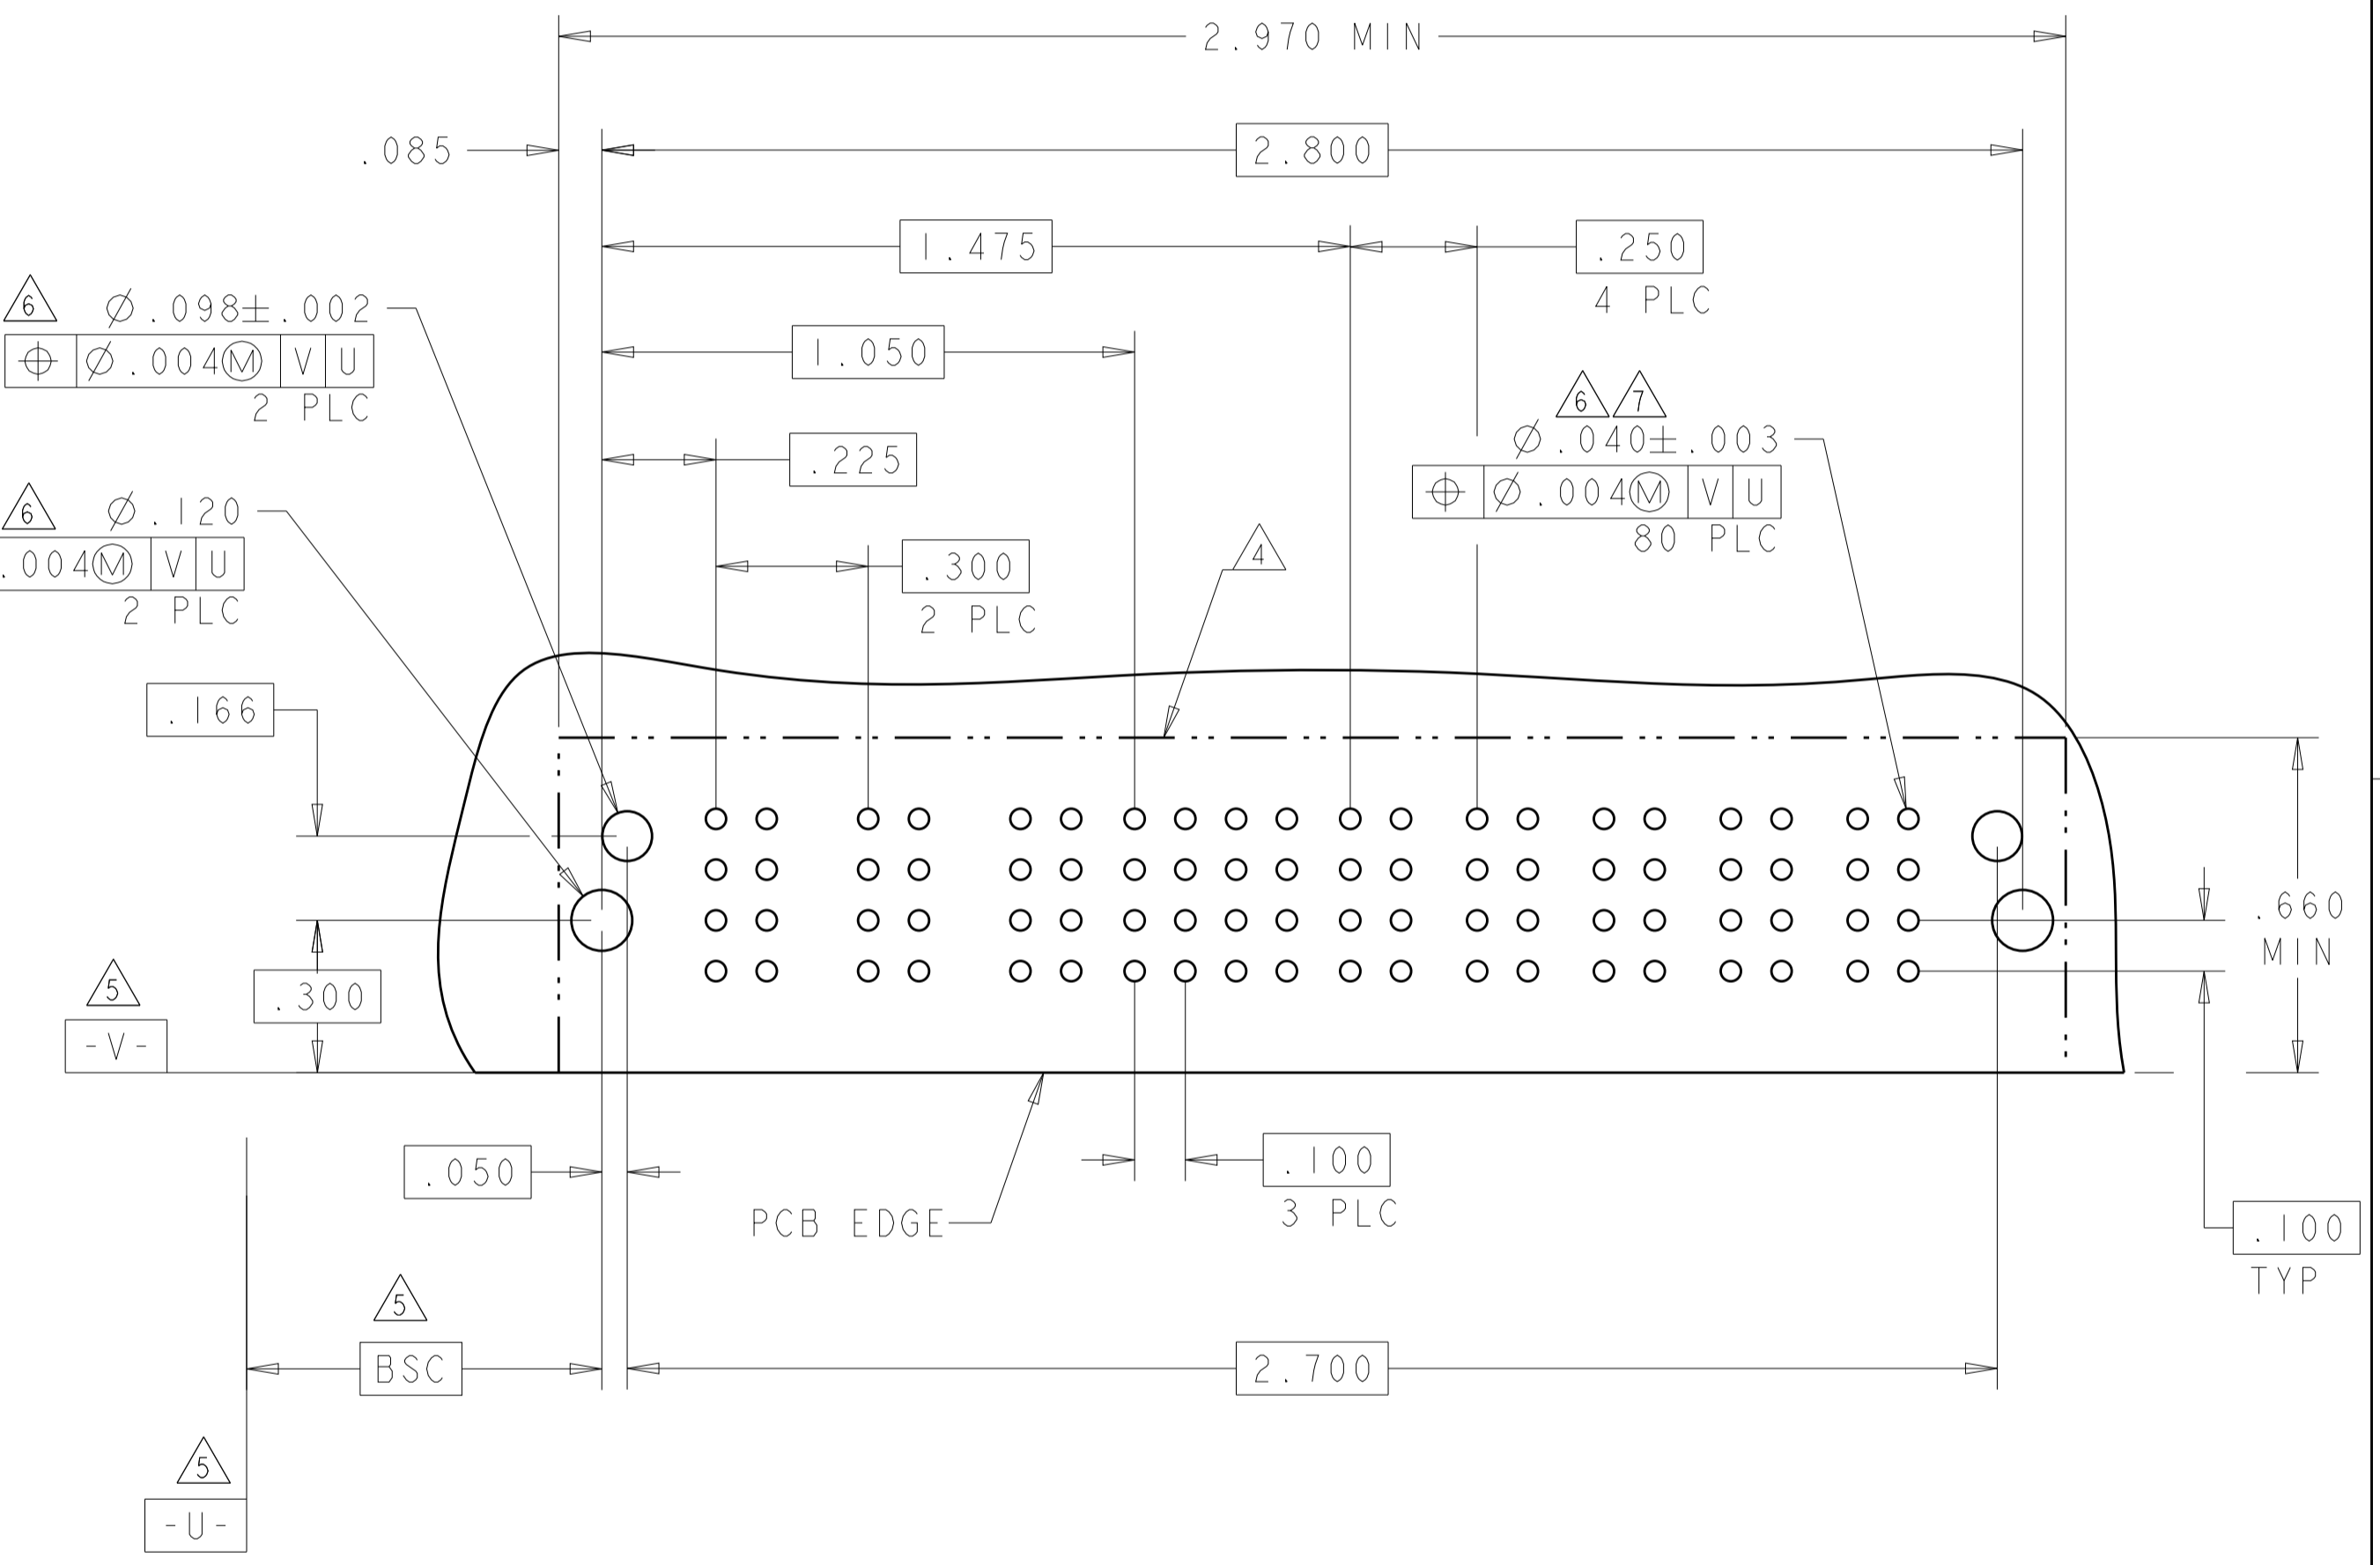 2.970 MIN
.085
2.800
1.475
.250
4 PLC
6 ⌀.098±.002
⌖ ⌀.004Ⓜ V U
2 PLC
1.050
6 7
⌀.040±.003
⌖ ⌀.004Ⓜ V U
80 PLC
.225
6 ⌀.120
.004Ⓜ V U
2 PLC
.300
2 PLC
4
.166
.660
MIN
5
-V-
.300
.050
.100
3 PLC
PCB EDGE
.100
TYP
5
BSC
2.700
5
-U-